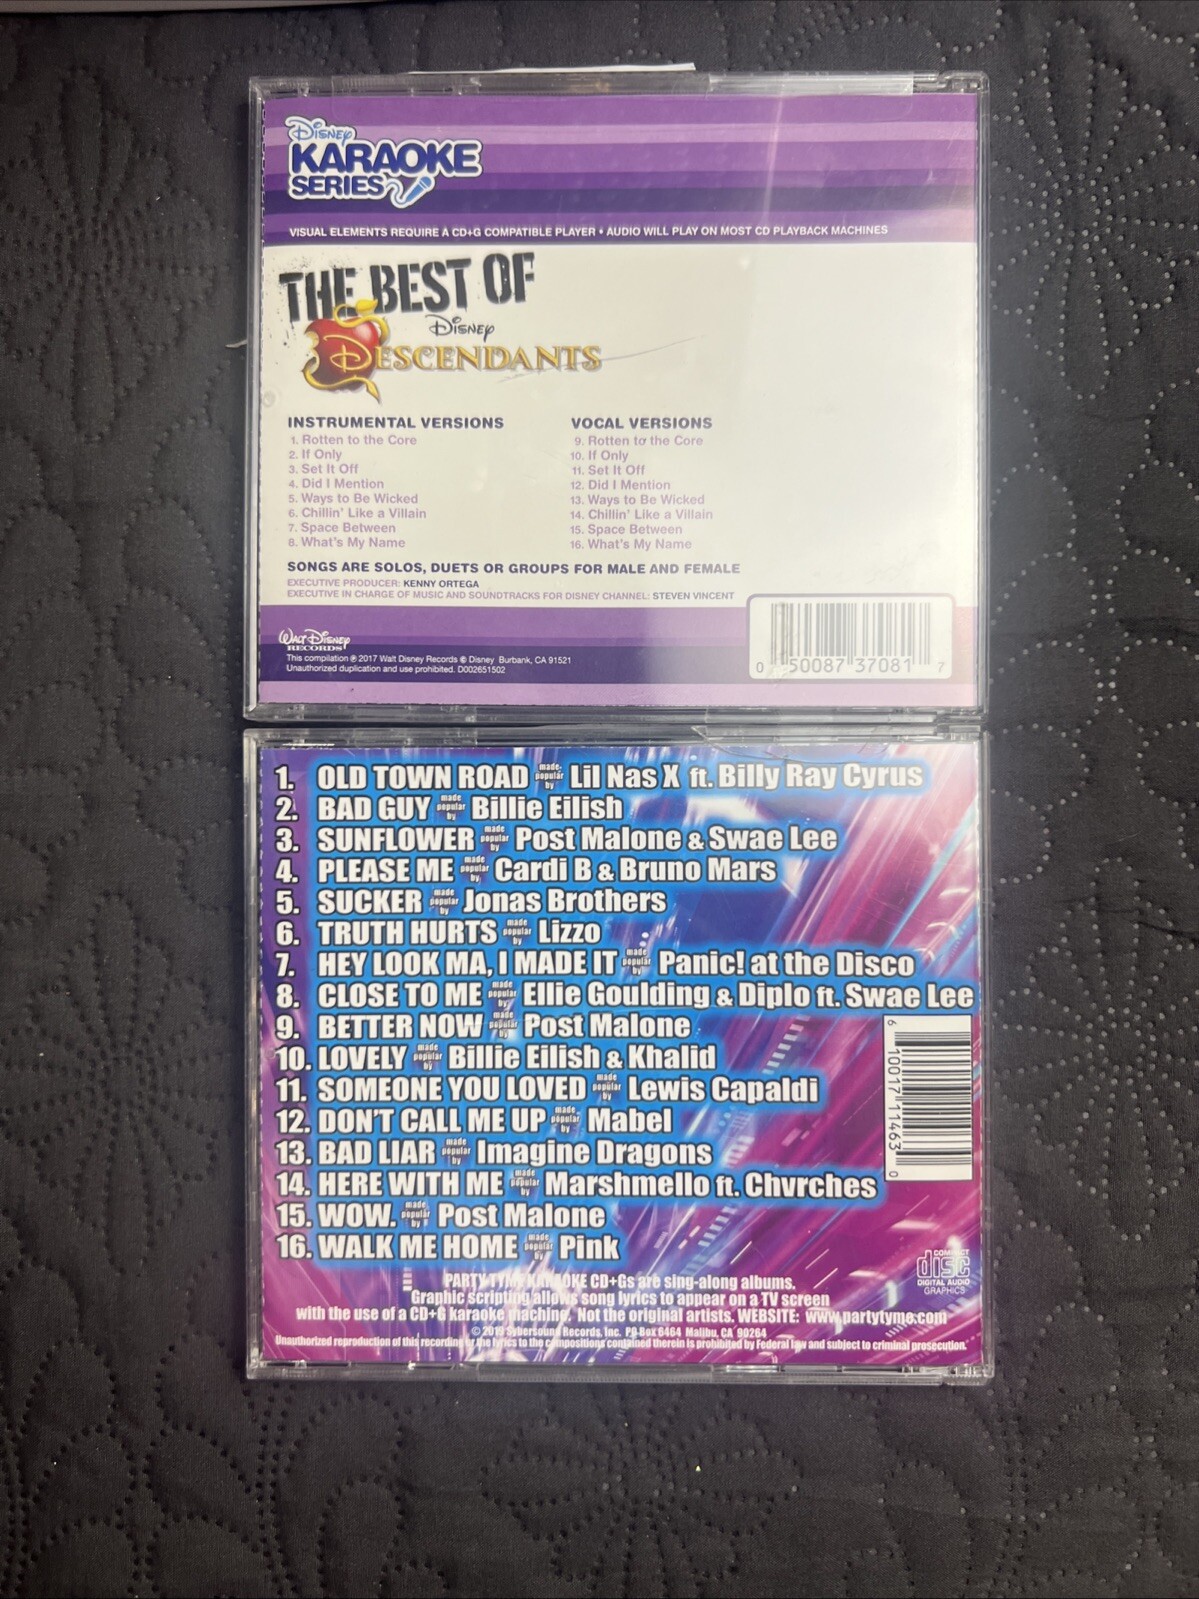 Disney
KARAOKE
SERIES
VISUAL ELEMENTS REQUIRE A CD+G COMPATIBLE PLAYER • AUDIO WILL PLAY ON MOST CD PLAYBACK MACHINES
THE BEST OF
Disney
DESCENDANTS
INSTRUMENTAL VERSIONS
1. Rotten to the Core
2. If Only
3. Set It Off
4. Did I Mention
5. Ways to Be Wicked
6. Chillin' Like a Villain
7. Space Between
8. What's My Name
VOCAL VERSIONS
9. Rotten to the Core
10. If Only
11. Set It Off
12. Did I Mention
13. Ways to Be Wicked
14. Chillin' Like a Villain
15. Space Between
16. What's My Name
SONGS ARE SOLOS, DUETS OR GROUPS FOR MALE AND FEMALE
EXECUTIVE PRODUCER: KENNY ORTEGA
EXECUTIVE IN CHARGE OF MUSIC AND SOUNDTRACKS FOR DISNEY CHANNEL: STEVEN VINCENT
WALT DISNEY
RECORDS
This compilation ℗ 2017 Walt Disney Records © Disney Burbank, CA 91521
Unauthorized duplication and use prohibited. D002651502
0 50087 37081 7
1. OLD TOWN ROAD made popular by Lil Nas X ft. Billy Ray Cyrus
2. BAD GUY made popular by Billie Eilish
3. SUNFLOWER made popular by Post Malone & Swae Lee
4. PLEASE ME made popular by Cardi B & Bruno Mars
5. SUCKER made popular by Jonas Brothers
6. TRUTH HURTS made popular by Lizzo
7. HEY LOOK MA, I MADE IT made popular by Panic! at the Disco
8. CLOSE TO ME made popular by Ellie Goulding & Diplo ft. Swae Lee
9. BETTER NOW made popular by Post Malone
10. LOVELY made popular by Billie Eilish & Khalid
11. SOMEONE YOU LOVED made popular by Lewis Capaldi
12. DON'T CALL ME UP made popular by Mabel
13. BAD LIAR made popular by Imagine Dragons
14. HERE WITH ME made popular by Marshmello ft. Chvrches
15. WOW. made popular by Post Malone
16. WALK ME HOME made popular by Pink
6 10017 11463 0
COMPACT
disc
DIGITAL AUDIO
GRAPHICS
PARTY TYME KARAOKE CD+Gs are sing-along albums.
Graphic scripting allows song lyrics to appear on a TV screen
with the use of a CD+G karaoke machine. Not the original artists. WEBSITE: www.partytyme.com
© 2019 Sybersound Records, Inc. PO Box 6464 Malibu, CA 90264
Unauthorized reproduction of this recording or the lyrics to the compositions contained therein is prohibited by Federal law and subject to criminal prosecution.